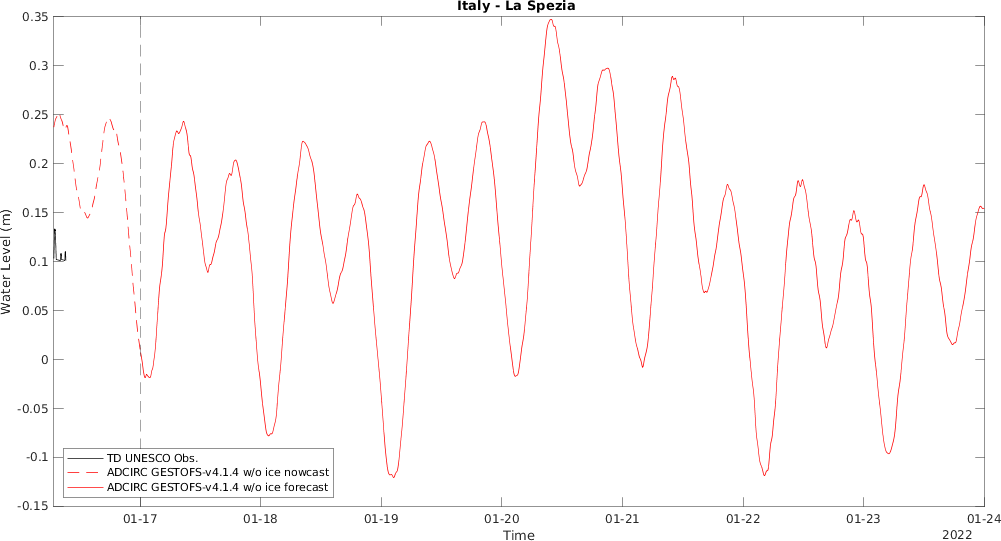 Italy - La Spezia
0.35
0.3
0.25
0.2
0.15
0.1
0.05
0
-0.05
-0.1
-0.15
Water Level (m)
TD UNESCO Obs.
ADCIRC GESTOFS-v4.1.4 w/o ice nowcast
ADCIRC GESTOFS-v4.1.4 w/o ice forecast
01-17 01-18 01-19 01-20 01-21 01-22 01-23 01-24
Time
2022